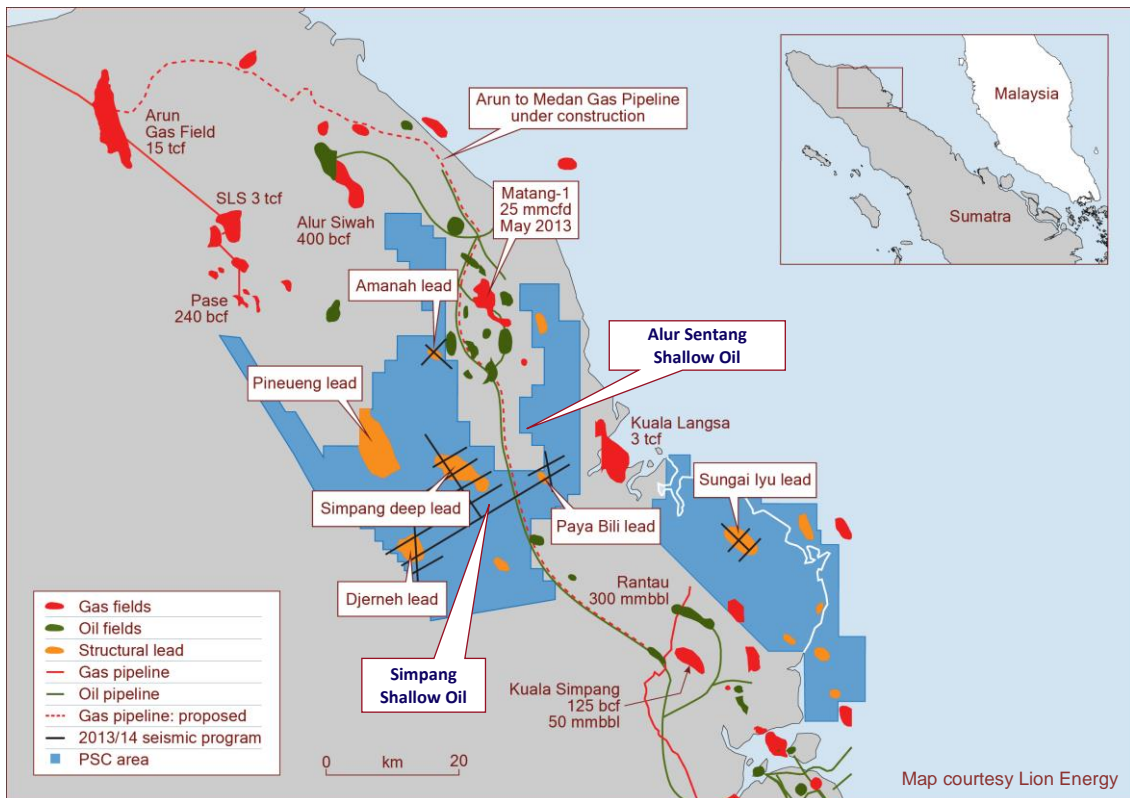 Arun to Medan Gas Pipeline
under construction
Malaysia
Sumatra
Arun
Gas Field
15 tcf
SLS 3 tcf
Matang-1
25 mmcfd
May 2013
Alur Siwah
400 bcf
Amanah lead
Pase
240 bcf
Alur Sentang
Shallow Oil
Pineueng lead
Kuala Langsa
3 tcf
Sungai Iyu lead
Simpang deep lead
Paya Bili lead
Djerneh lead
Rantau
300 mmbbl
Simpang
Shallow Oil
Kuala Simpang
125 bcf
50 mmbbl
Gas fields
Oil fields
Structural lead
Gas pipeline
Oil pipeline
Gas pipeline: proposed
2013/14 seismic program
PSC area
0 km 20
Map courtesy Lion Energy